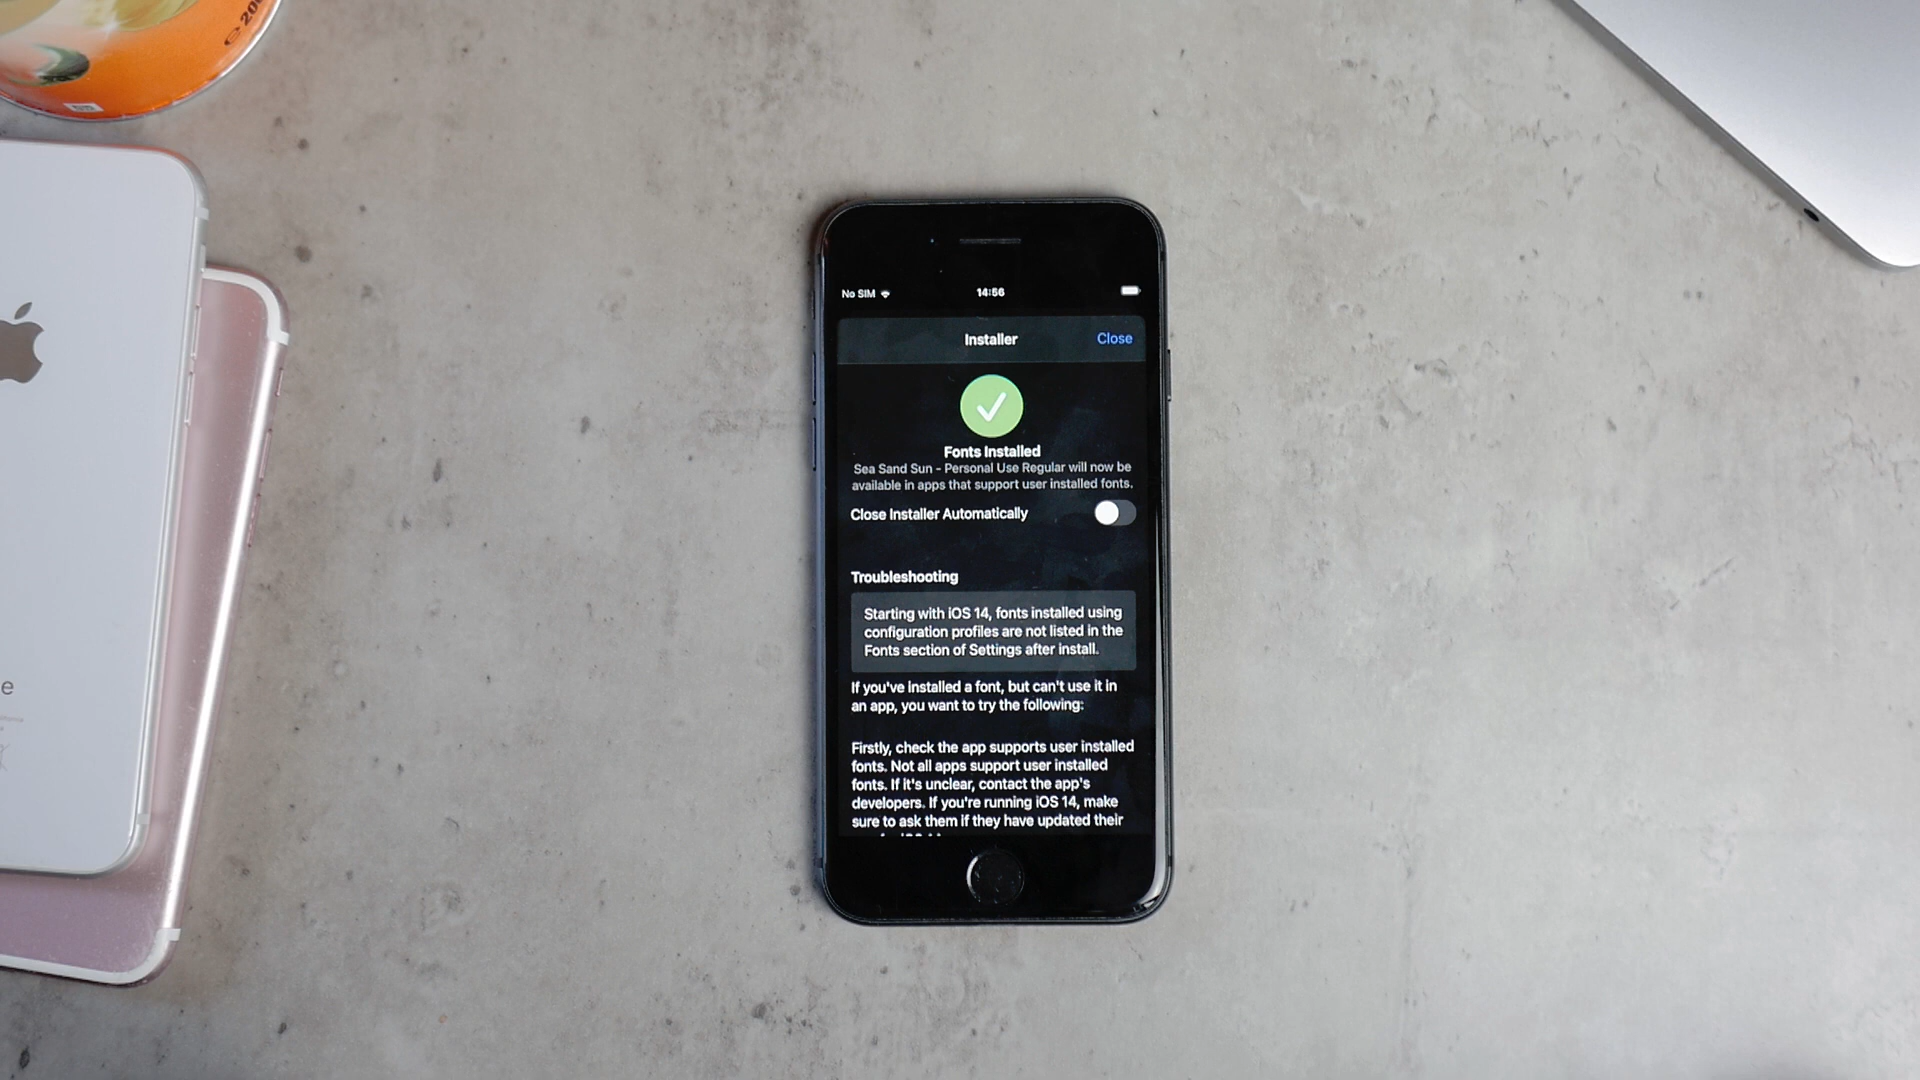 ℮ 200
No SIM
14:56
Installer
Close
Fonts Installed
Sea Sand Sun - Personal Use Regular will now be
available in apps that support user installed fonts.
Close Installer Automatically
Troubleshooting
Starting with iOS 14, fonts installed using
configuration profiles are not listed in the
Fonts section of Settings after install.
If you've installed a font, but can't use it in
an app, you want to try the following:
Firstly, check the app supports user installed
fonts. Not all apps support user installed
fonts. If it's unclear, contact the app's
developers. If you're running iOS 14, make
sure to ask them if they have updated their
e